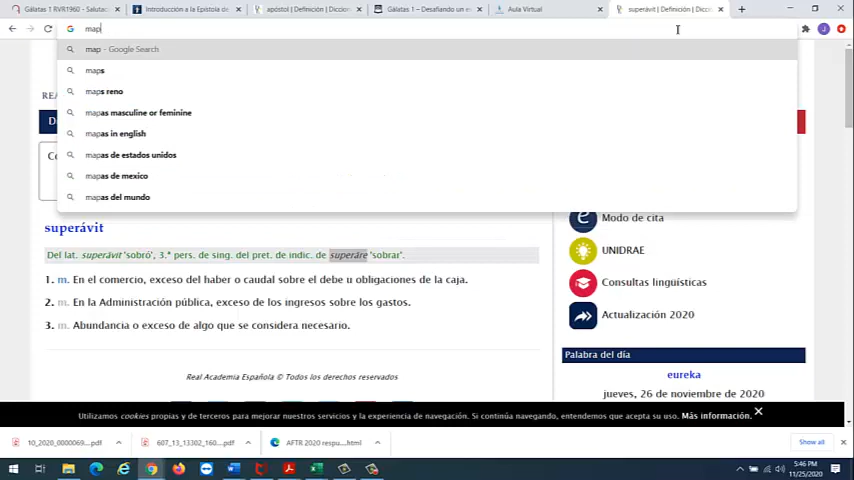 Gálatas 1 RVR1960 - Salutac
Introducción a la Epístola de
apóstol | Definición | Diccion
Gálatas 1 – Desafiando un e
Aula Virtual
superávit | Definición | Dicci
map
map - Google Search
maps
maps reno
mapas masculine or feminine
mapas in english
mapas de estados unidos
mapas de mexico
mapas del mundo
superávit
Del lat. superāvit 'sobró', 3.ª pers. de sing. del pret. de indic. de superāre 'sobrar'.
1. m. En el comercio, exceso del haber o caudal sobre el debe u obligaciones de la caja.
2. m. En la Administración pública, exceso de los ingresos sobre los gastos.
3. m. Abundancia o exceso de algo que se considera necesario.
Real Academia Española © Todos los derechos reservados
Modo de cita
UNIDRAE
Consultas lingüísticas
Actualización 2020
Palabra del día
eureka
jueves, 26 de noviembre de 2020
Utilizamos cookies propias y de terceros para mejorar nuestros servicios y la experiencia de navegación. Si continúa navegando, entendemos que acepta su uso. Más información.
10_2020_0000069....pdf
607_13_13302_160....pdf
AFTR 2020 respu....html
Show all
5:46 PM
11/25/2020